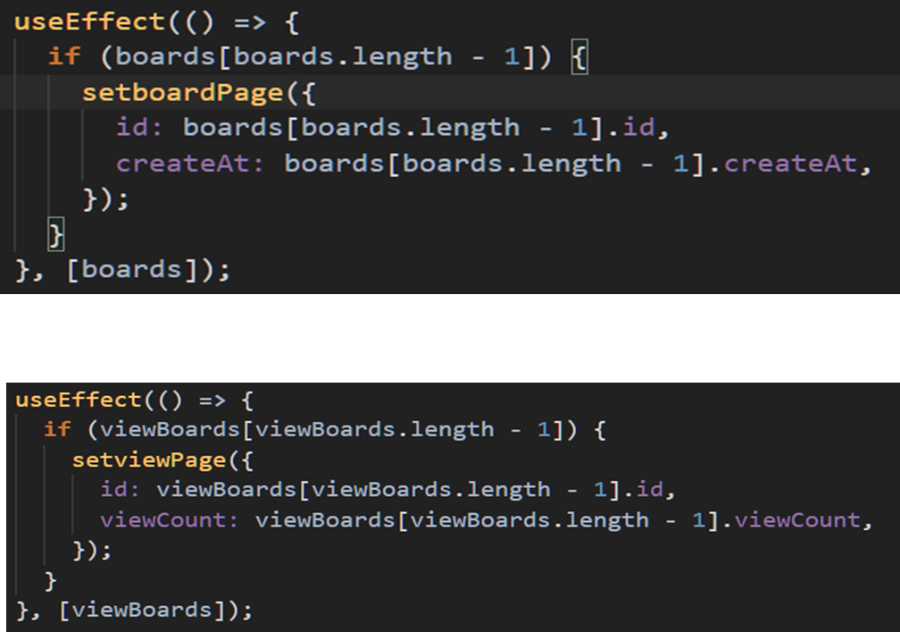 useEffect(() => {
if (boards[boards.length - 1]) {
setboardPage({
id: boards[boards.length - 1].id,
createAt: boards[boards.length - 1].createAt,
});
}
}, [boards]);
useEffect(() => {
if (viewBoards[viewBoards.length - 1]) {
setviewPage({
id: viewBoards[viewBoards.length - 1].id,
viewCount: viewBoards[viewBoards.length - 1].viewCount,
});
}
}, [viewBoards]);